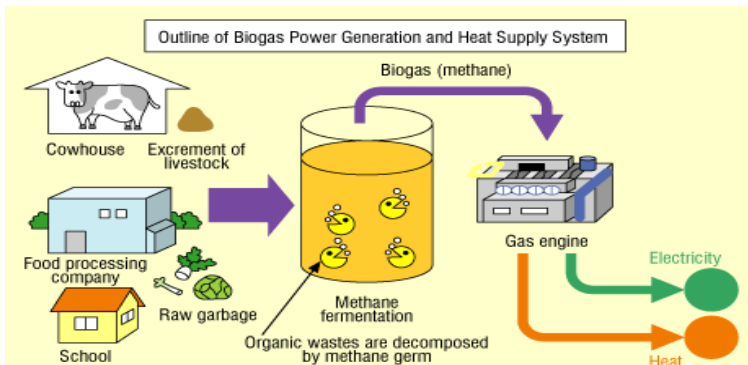 Outline of Biogas Power Generation and Heat Supply System
Biogas (methane)
Cowhouse
Excrement of
livestock
Food processing
company
Raw garbage
School
Methane
fermentation
Organic wastes are decomposed
by methane germ
Gas engine
Electricity
Heat